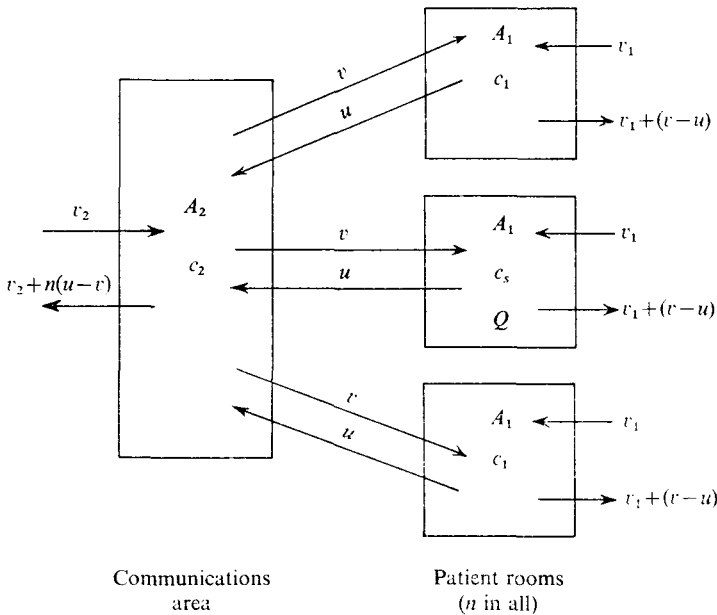 A₁
v₁
v
c₁
u
v₁+(v−u)
A₂
A₁
v₂
v
v₁
c₂
u
c_s
v₂+n(u−v)
Q
v₁+(v−u)
v
A₁
v₁
u
c₁
v₁+(v−u)
Communications
area
Patient rooms
(n in all)